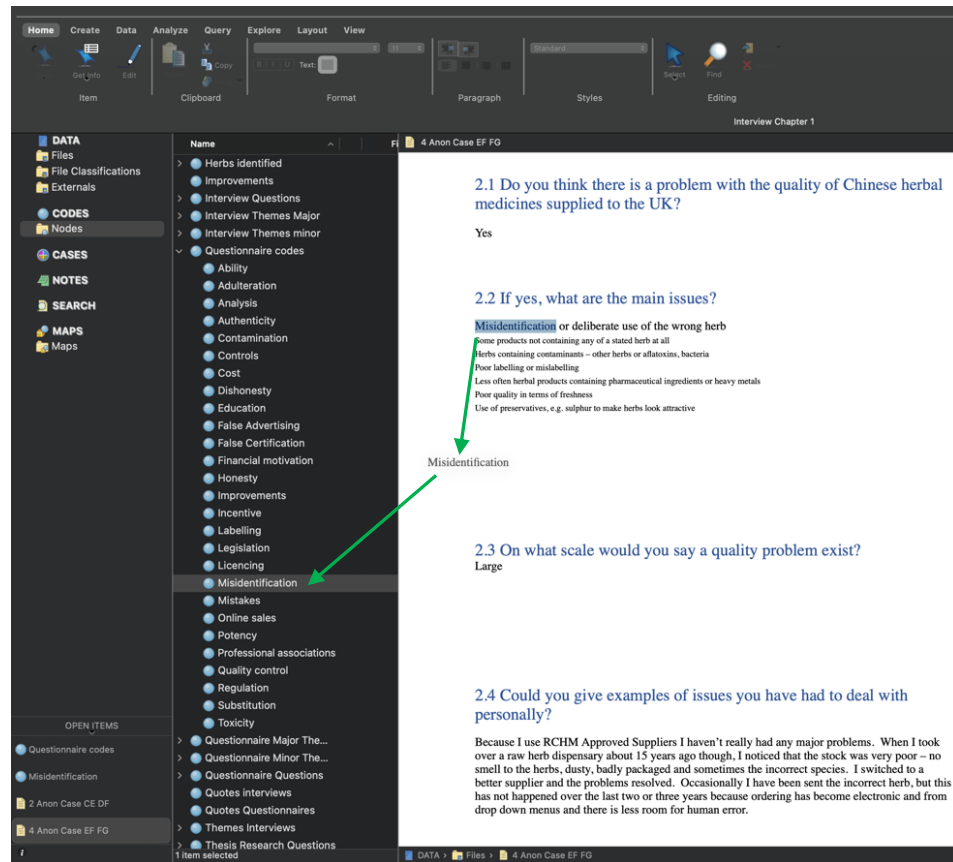 Home Create Data Analyze Query Explore Layout View
Get Info Edit Copy B I U Text: 11 Standard Select Find
Item Clipboard Format Paragraph Styles Editing
Interview Chapter 1
DATA
Files
File Classifications
Externals
CODES
Nodes
CASES
NOTES
SEARCH
MAPS
Maps
OPEN ITEMS
Questionnaire codes
Misidentification
2 Anon Case CE DF
4 Anon Case EF FG
Name Fi
Herbs identified
Improvements
Interview Questions
Interview Themes Major
Interview Themes minor
Questionnaire codes
Ability
Adulteration
Analysis
Authenticity
Contamination
Controls
Cost
Dishonesty
Education
False Advertising
False Certification
Financial motivation
Honesty
Improvements
Incentive
Labelling
Legislation
Licencing
Misidentification
Mistakes
Online sales
Potency
Professional associations
Quality control
Regulation
Substitution
Toxicity
Questionnaire Major The...
Questionnaire Minor The...
Questionnaire Questions
Quotes interviews
Quotes Questionnaires
Themes Interviews
Thesis Research Questions
1 item selected
4 Anon Case EF FG
2.1 Do you think there is a problem with the quality of Chinese herbal
medicines supplied to the UK?
Yes
2.2 If yes, what are the main issues?
Misidentification or deliberate use of the wrong herb
Some products not containing any of a stated herb at all
Herbs containing contaminants – other herbs or aflatoxins, bacteria
Poor labelling or mislabelling
Less often herbal products containing pharmaceutical ingredients or heavy metals
Poor quality in terms of freshness
Use of preservatives, e.g. sulphur to make herbs look attractive
Misidentification
2.3 On what scale would you say a quality problem exist?
Large
2.4 Could you give examples of issues you have had to deal with
personally?
Because I use RCHM Approved Suppliers I haven't really had any major problems. When I took
over a raw herb dispensary about 15 years ago though, I noticed that the stock was very poor – no
smell to the herbs, dusty, badly packaged and sometimes the incorrect species. I switched to a
better supplier and the problems resolved. Occasionally I have been sent the incorrect herb, but this
has not happened over the last two or three years because ordering has become electronic and from
drop down menus and there is less room for human error.
DATA > Files > 4 Anon Case EF FG